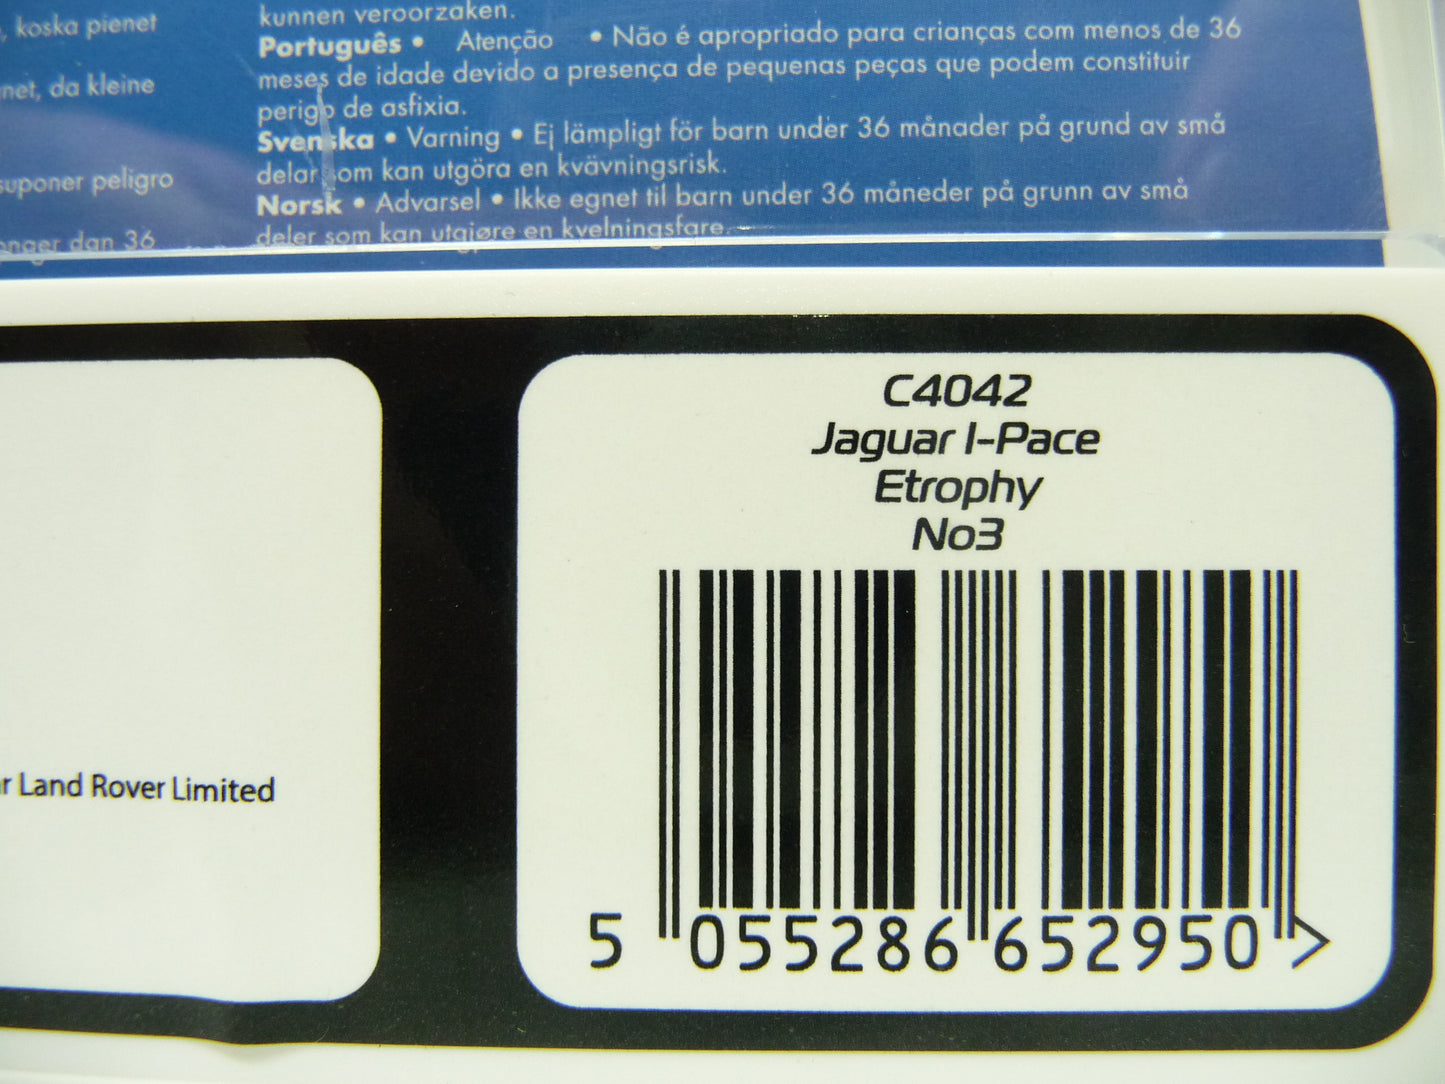 , koska pienet
net, da kleine
suponer peligro
onger dan 36
kunnen veroorzaken.
Português • Atenção • Não é apropriado para crianças com menos de 36
meses de idade devido a presença de pequenas peças que podem constituir
perigo de asfixia.
Svenska • Varning • Ej lämpligt för barn under 36 månader på grund av små
delar som kan utgöra en kvävningsrisk.
Norsk • Advarsel • Ikke egnet til barn under 36 måneder på grunn av små
deler som kan utgjøre en kvelningsfare.
r Land Rover Limited
C4042
Jaguar I-Pace
Etrophy
No3
5 055286 652950 >